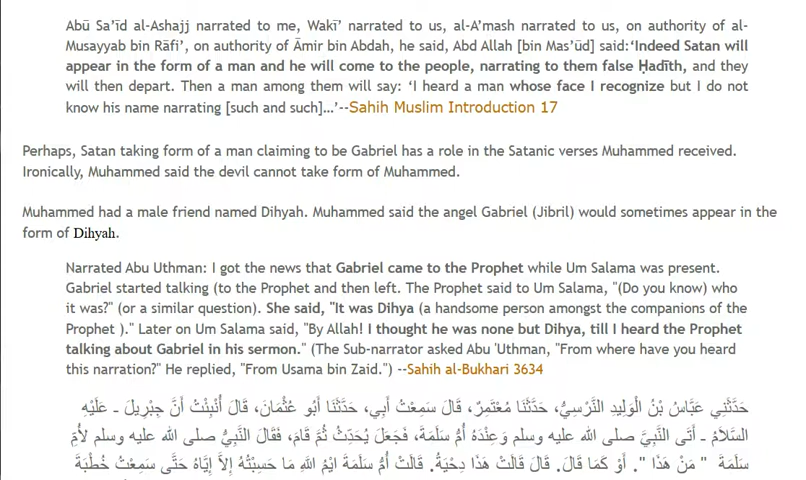 Abū Sa’īd al-Ashajj narrated to me, Wakī’ narrated to us, al-A’mash narrated to us, on authority of al-
Musayyab bin Rāfi’, on authority of Āmir bin Abdah, he said, Abd Allah [bin Mas’ūd] said:‘Indeed Satan will
appear in the form of a man and he will come to the people, narrating to them false Ḥadīth, and they
will then depart. Then a man among them will say: ‘I heard a man whose face I recognize but I do not
know his name narrating [such and such]…’--Sahih Muslim Introduction 17
Perhaps, Satan taking form of a man claiming to be Gabriel has a role in the Satanic verses Muhammed received.
Ironically, Muhammed said the devil cannot take form of Muhammed.
Muhammed had a male friend named Dihyah. Muhammed said the angel Gabriel (Jibril) would sometimes appear in the
form of Dihyah.
Narrated Abu Uthman: I got the news that Gabriel came to the Prophet while Um Salama was present.
Gabriel started talking (to the Prophet and then left. The Prophet said to Um Salama, "(Do you know) who
it was?" (or a similar question). She said, "It was Dihya (a handsome person amongst the companions of the
Prophet )." Later on Um Salama said, "By Allah! I thought he was none but Dihya, till I heard the Prophet
talking about Gabriel in his sermon." (The Sub-narrator asked Abu 'Uthman, "From where have you heard
this narration?" He replied, "From Usama bin Zaid.") --Sahih al-Bukhari 3634
حَدَّثَنِي عَبَّاسُ بْنُ الْوَلِيدِ النَّرْسِيُّ، حَدَّثَنَا مُعْتَمِرٌ، قَالَ سَمِعْتُ أَبِي، حَدَّثَنَا أَبُو عُثْمَانَ، قَالَ أُنْبِئْتُ أَنَّ جِبْرِيلَ ـ عَلَيْهِ
السَّلاَمُ ـ أَتَى النَّبِيَّ صلى الله عليه وسلم وَعِنْدَهُ أُمُّ سَلَمَةَ، فَجَعَلَ يُحَدِّثُ ثُمَّ قَامَ، فَقَالَ النَّبِيُّ صلى الله عليه وسلم لأُمِّ
سَلَمَةَ " مَنْ هَذَا ". أَوْ كَمَا قَالَ. قَالَ قَالَتْ هَذَا دِحْيَةُ. قَالَتْ أُمُّ سَلَمَةَ ايْمُ اللَّهِ مَا حَسِبْتُهُ إِلاَّ إِيَّاهُ حَتَّى سَمِعْتُ خُطْبَةَ